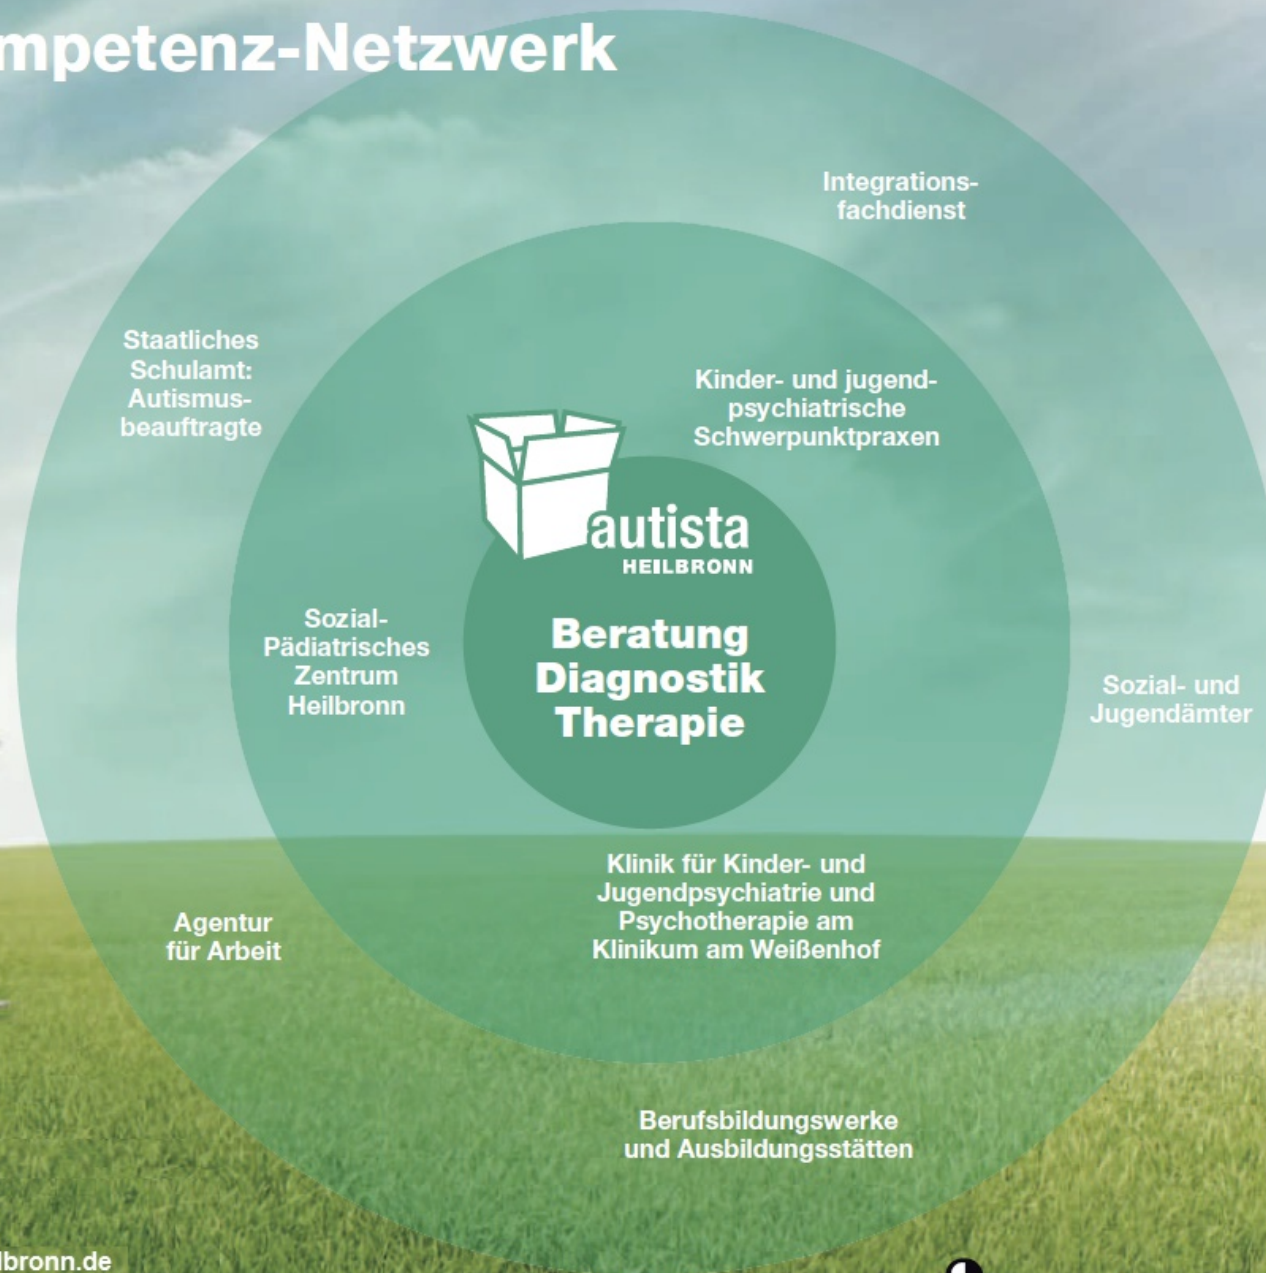 mpetenz-Netzwerk
Integrations-
fachdienst
Staatliches
Schulamt:
Autismus-
beauftragte
Kinder- und jugend-
psychiatrische
Schwerpunktpraxen
autista
HEILBRONN
Sozial-
Pädiatrisches
Zentrum
Heilbronn
Beratung
Diagnostik
Therapie
Sozial- und
Jugendämter
Klinik für Kinder- und
Jugendpsychiatrie und
Psychotherapie am
Klinikum am Weißenhof
Agentur
für Arbeit
Berufsbildungswerke
und Ausbildungsstätten
lbronn.de